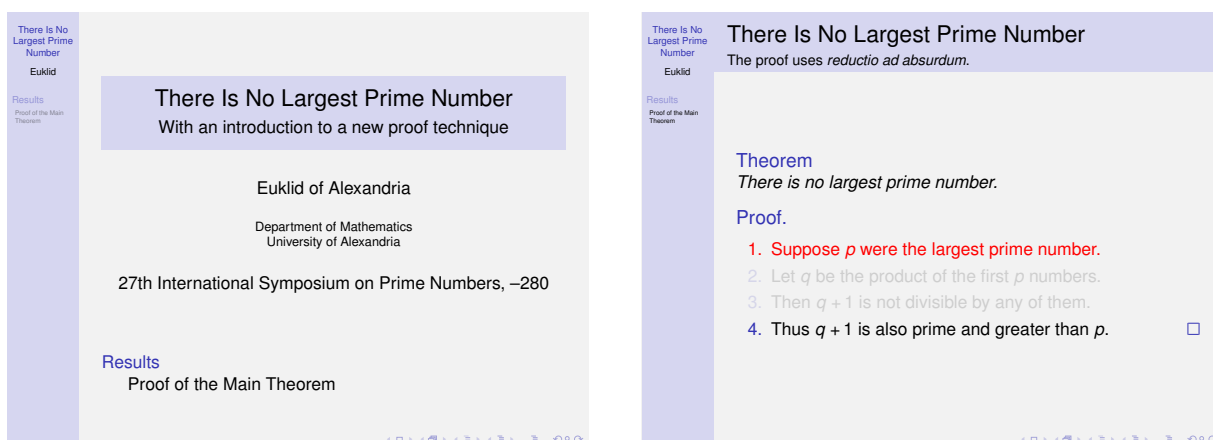 There Is No
Largest Prime
Number
Euklid
Results
Proof of the Main
Theorem
There Is No Largest Prime Number
With an introduction to a new proof technique
Euklid of Alexandria
Department of Mathematics
University of Alexandria
27th International Symposium on Prime Numbers, –280
Results
Proof of the Main Theorem
There Is No
Largest Prime
Number
Euklid
Results
Proof of the Main
Theorem
There Is No Largest Prime Number
The proof uses reductio ad absurdum.
Theorem
There is no largest prime number.
Proof.
1. Suppose p were the largest prime number.
2. Let q be the product of the first p numbers.
3. Then q + 1 is not divisible by any of them.
4. Thus q + 1 is also prime and greater than p. □